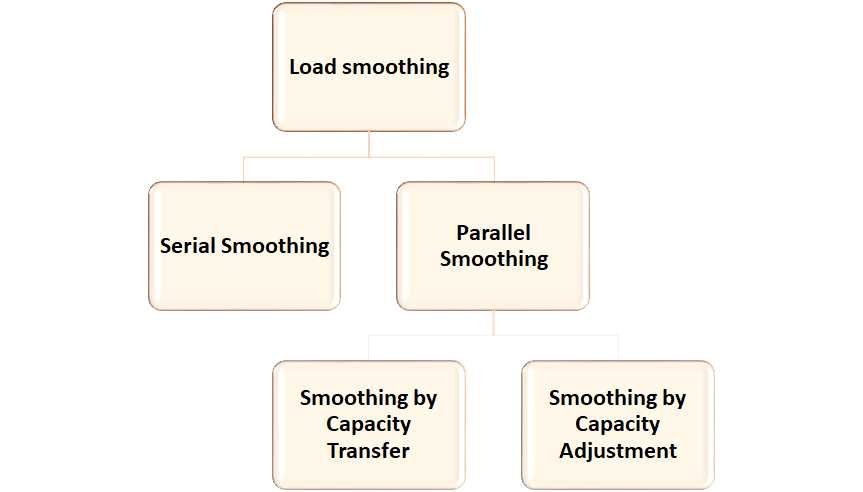 Load smoothing
Serial Smoothing
Parallel
Smoothing
Smoothing by
Capacity
Transfer
Smoothing by
Capacity
Adjustment